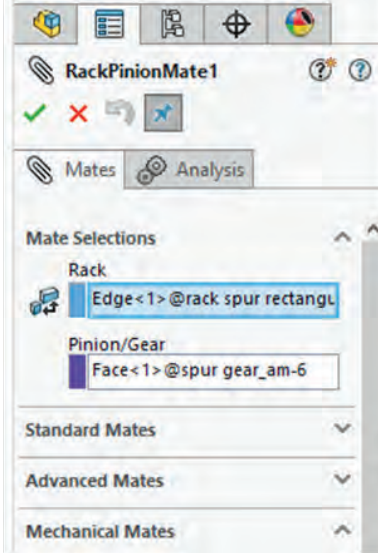 RackPinionMate1
Mates
Analysis
Mate Selections
Rack
Edge<1>@rack spur rectangu
Pinion/Gear
Face<1>@spur gear_am-6
Standard Mates
Advanced Mates
Mechanical Mates